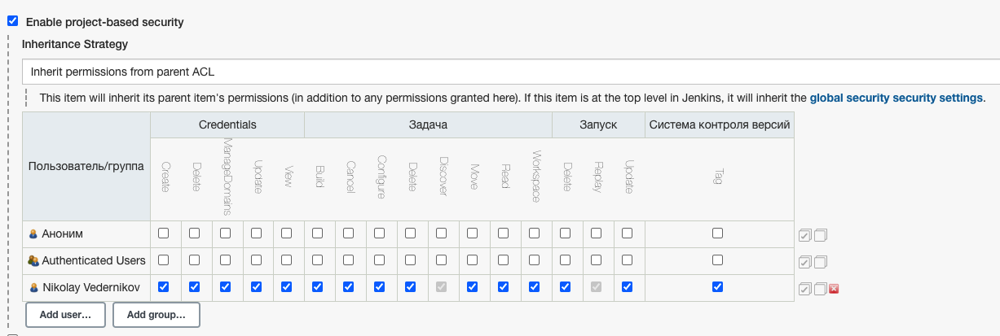 Enable project-based security
Inheritance Strategy
Inherit permissions from parent ACL
This item will inherit its parent item's permissions (in addition to any permissions granted here). If this item is at the top level in Jenkins, it will inherit the global security security settings.
Пользователь/группа Credentials Задача Запуск Система контроля версий
Create Delete ManageDomains Update View Build Cancel Configure Delete Discover Move Read Workspace Delete Replay Update Tag
Аноним
Authenticated Users
Nikolay Vedernikov
Add user... Add group...